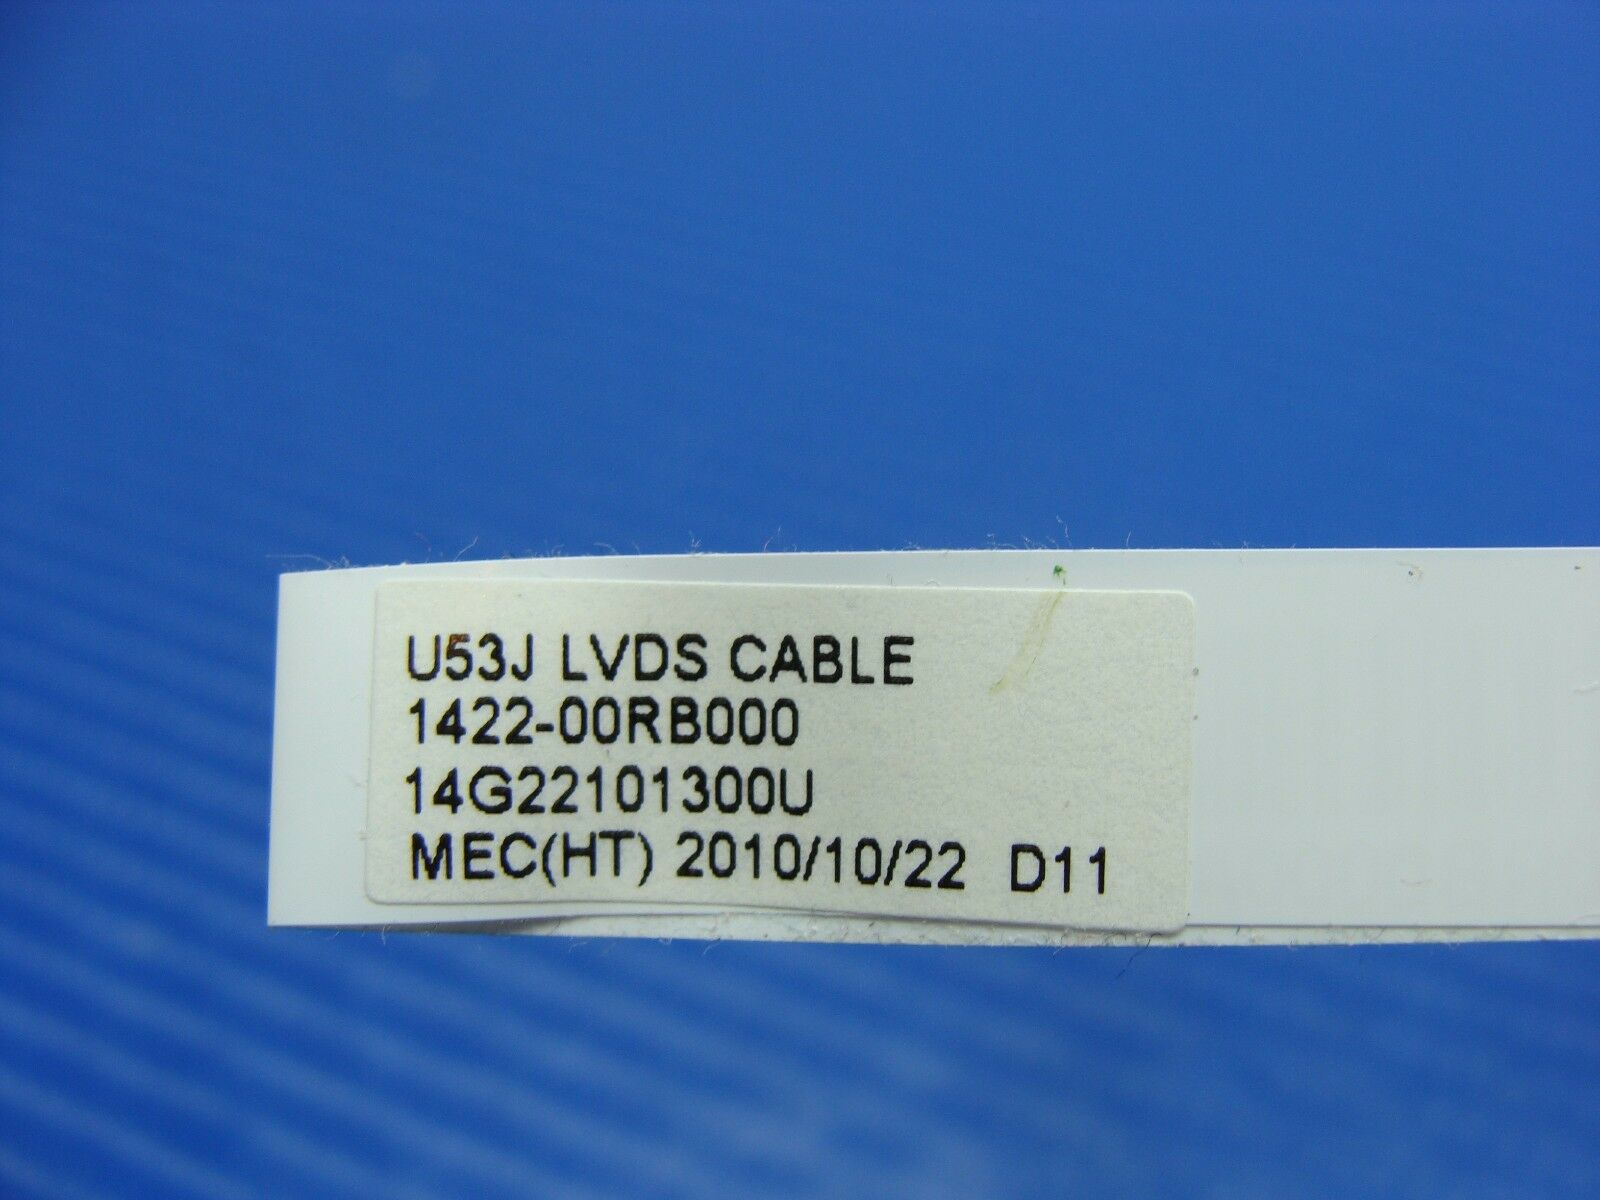 U53J LVDS CABLE
1422-00RB000
14G22101300U
MEC(HT) 2010/10/22 D11